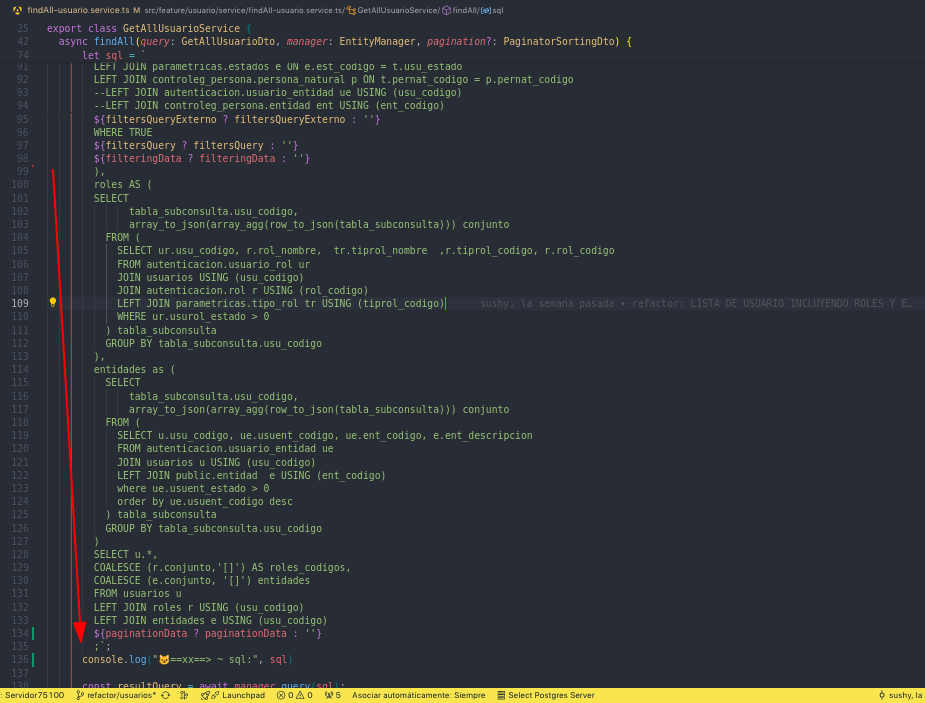 findAll-usuario.service.ts M src/feature/usuario/service/findAll-usuario.service.ts/ GetAllUsuarioService/ findAll/ sql
25 export class GetAllUsuarioService {
42 async findAll(query: GetAllUsuarioDto, manager: EntityManager, pagination?: PaginatorSortingDto) {
74 let sql = `
91 LEFT JOIN parametricas.estados e ON e.est_codigo = t.usu_estado
92 LEFT JOIN controleg_persona.persona_natural p ON t.pernat_codigo = p.pernat_codigo
93 --LEFT JOIN autenticacion.usuario_entidad ue USING (usu_codigo)
94 --LEFT JOIN controleg_persona.entidad ent USING (ent_codigo)
95 ${filtersQueryExterno ? filtersQueryExterno : ''}
96 WHERE TRUE
97 ${filtersQuery ? filtersQuery : ''}
98 ${filteringData ? filteringData : ''}
99 ),
100 roles AS (
101 SELECT
102 tabla_subconsulta.usu_codigo,
103 array_to_json(array_agg(row_to_json(tabla_subconsulta))) conjunto
104 FROM (
105 SELECT ur.usu_codigo, r.rol_nombre, tr.tiprol_nombre ,r.tiprol_codigo, r.rol_codigo
106 FROM autenticacion.usuario_rol ur
107 JOIN usuarios USING (usu_codigo)
108 JOIN autenticacion.rol r USING (rol_codigo)
109 LEFT JOIN parametricas.tipo_rol tr USING (tiprol_codigo) sushy, la semana pasada • refactor: LISTA DE USUARIO INCLUYENDO ROLES Y E…
110 WHERE ur.usurol_estado > 0
111 ) tabla_subconsulta
112 GROUP BY tabla_subconsulta.usu_codigo
113 ),
114 entidades as (
115 SELECT
116 tabla_subconsulta.usu_codigo,
117 array_to_json(array_agg(row_to_json(tabla_subconsulta))) conjunto
118 FROM (
119 SELECT u.usu_codigo, ue.usuent_codigo, ue.ent_codigo, e.ent_descripcion
120 FROM autenticacion.usuario_entidad ue
121 JOIN usuarios u USING (usu_codigo)
122 LEFT JOIN public.entidad e USING (ent_codigo)
123 where ue.usuent_estado > 0
124 order by ue.usuent_codigo desc
125 ) tabla_subconsulta
126 GROUP BY tabla_subconsulta.usu_codigo
127 )
128 SELECT u.*,
129 COALESCE (r.conjunto,'[]') AS roles_codigos,
130 COALESCE (e.conjunto, '[]') entidades
131 FROM usuarios u
132 LEFT JOIN roles r USING (usu_codigo)
133 LEFT JOIN entidades e USING (usu_codigo)
134 ${paginationData ? paginationData : ''}
135 ;`;
136 console.log("🐱==xx==> ~ sql:", sql)
137
138 const resultQuery = await manager.query(sql);
: Servidor75100 refactor/usuarios* Launchpad 0 0 5 Asociar automáticamente: Siempre Select Postgres Server sushy, la